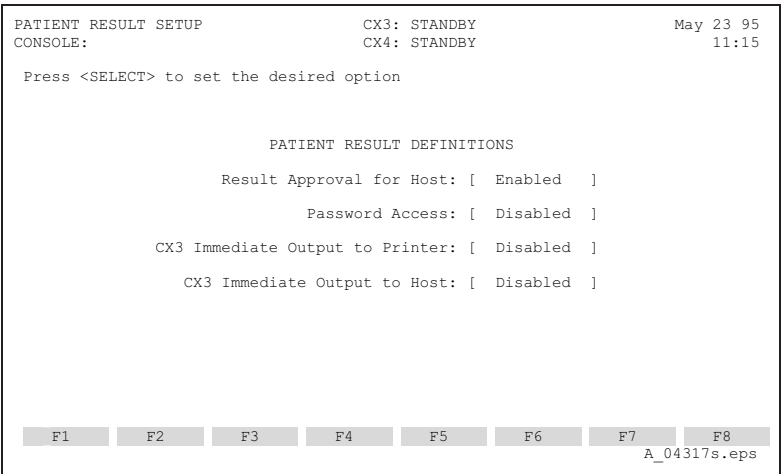 PATIENT RESULT SETUP CX3: STANDBY May 23 95
CONSOLE: CX4: STANDBY 11:15
Press <SELECT> to set the desired option
PATIENT RESULT DEFINITIONS
Result Approval for Host: [ Enabled ]
Password Access: [ Disabled ]
CX3 Immediate Output to Printer: [ Disabled ]
CX3 Immediate Output to Host: [ Disabled ]
F1 F2 F3 F4 F5 F6 F7 F8
A_04317s.eps